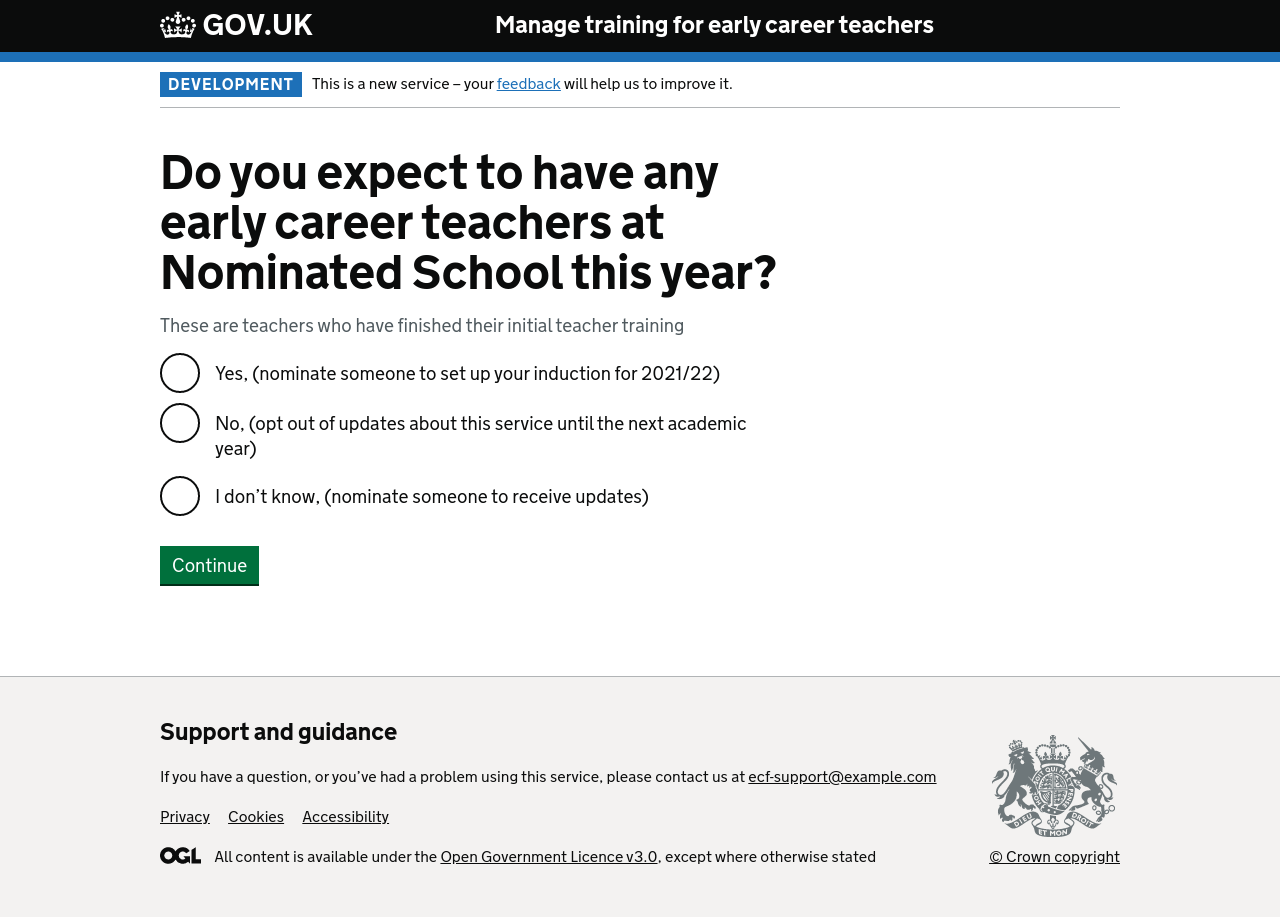 GOV.UK
Manage training for early career teachers
DEVELOPMENT
This is a new service – your feedback will help us to improve it.
Do you expect to have any
early career teachers at
Nominated School this year?
These are teachers who have finished their initial teacher training
Yes, (nominate someone to set up your induction for 2021/22)
No, (opt out of updates about this service until the next academic
year)
I don’t know, (nominate someone to receive updates)
Continue
Support and guidance
If you have a question, or you’ve had a problem using this service, please contact us at ecf-support@example.com
Privacy Cookies Accessibility
OGL All content is available under the Open Government Licence v3.0, except where otherwise stated
DIEU ET MON DROIT
© Crown copyright